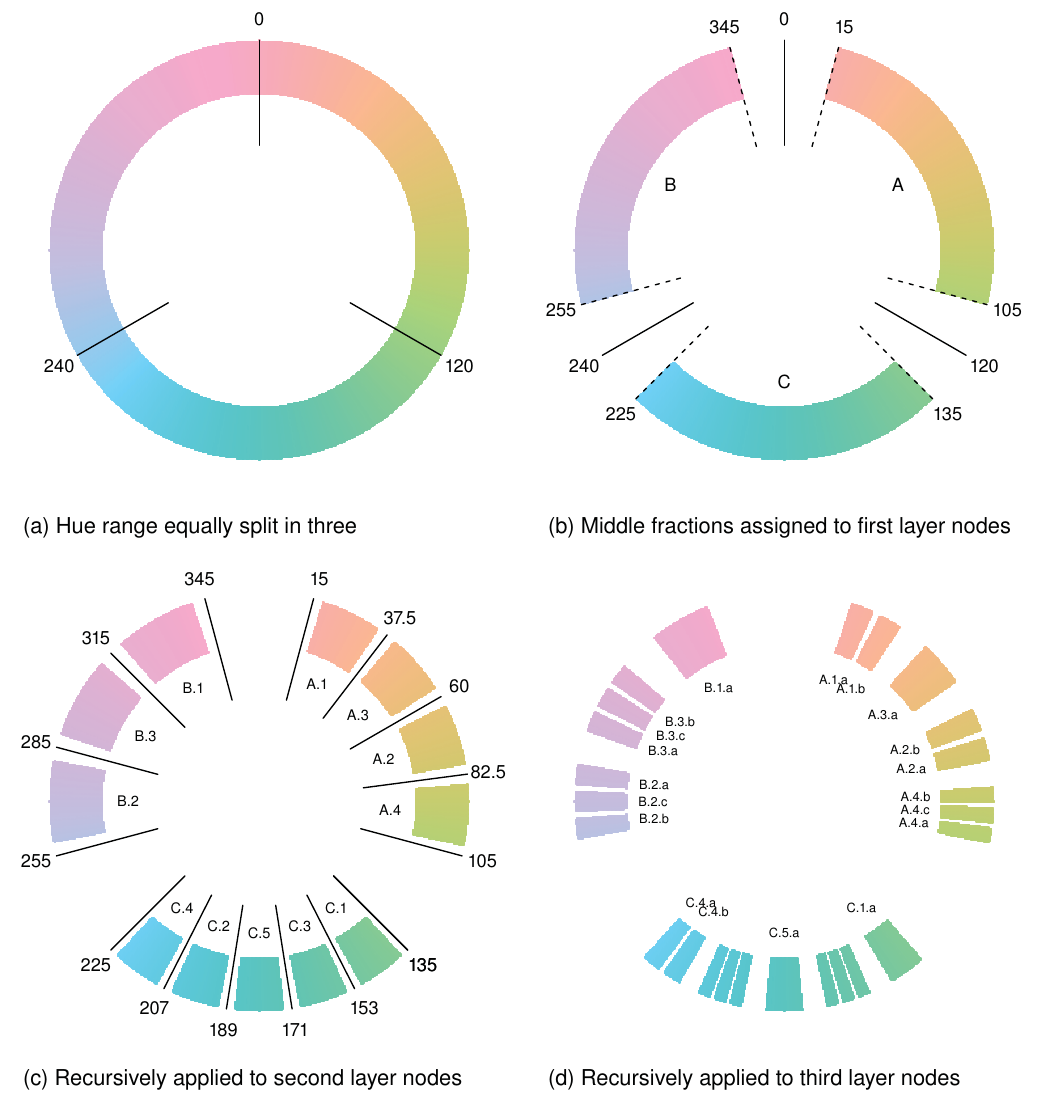 0
240
120
(a) Hue range equally split in three
345
0
15
B
A
255
105
240
120
C
225
135
(b) Middle fractions assigned to first layer nodes
345
15
315
37.5
B.1
A.1
60
A.3
B.3
285
A.2
82.5
B.2
A.4
255
105
C.4
C.1
C.2
C.3
C.5
225
135
207
153
189
171
(c) Recursively applied to second layer nodes
A.1.a
B.1.a
A.1.b
A.3.a
B.3.b
B.3.c
B.3.a
A.2.b
A.2.a
B.2.a
A.4.b
B.2.c
A.4.c
B.2.b
A.4.a
C.4.a
C.1.a
C.4.b
C.5.a
(d) Recursively applied to third layer nodes